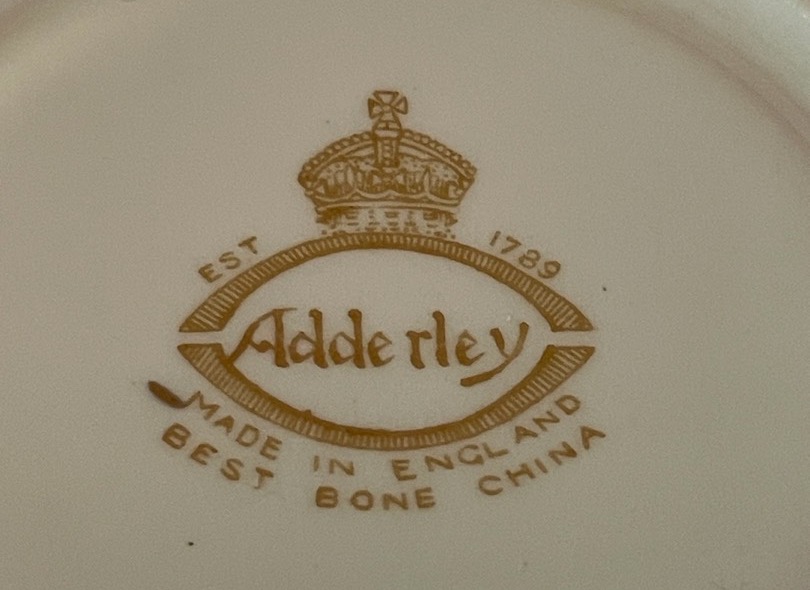 EST 1789
Adderley
MADE IN ENGLAND
BEST BONE CHINA